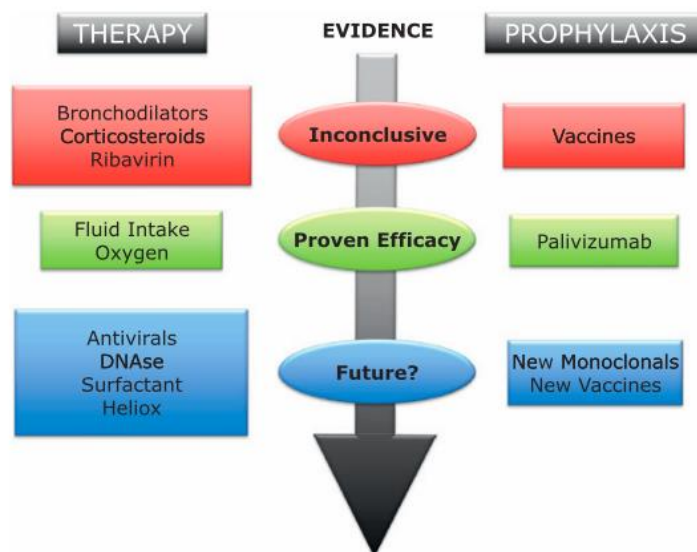 THERAPY
EVIDENCE
PROPHYLAXIS
Bronchodilators
Corticosteroids
Ribavirin
Inconclusive
Vaccines
Fluid Intake
Oxygen
Proven Efficacy
Palivizumab
Antivirals
DNAse
Surfactant
Heliox
Future?
New Monoclonals
New Vaccines